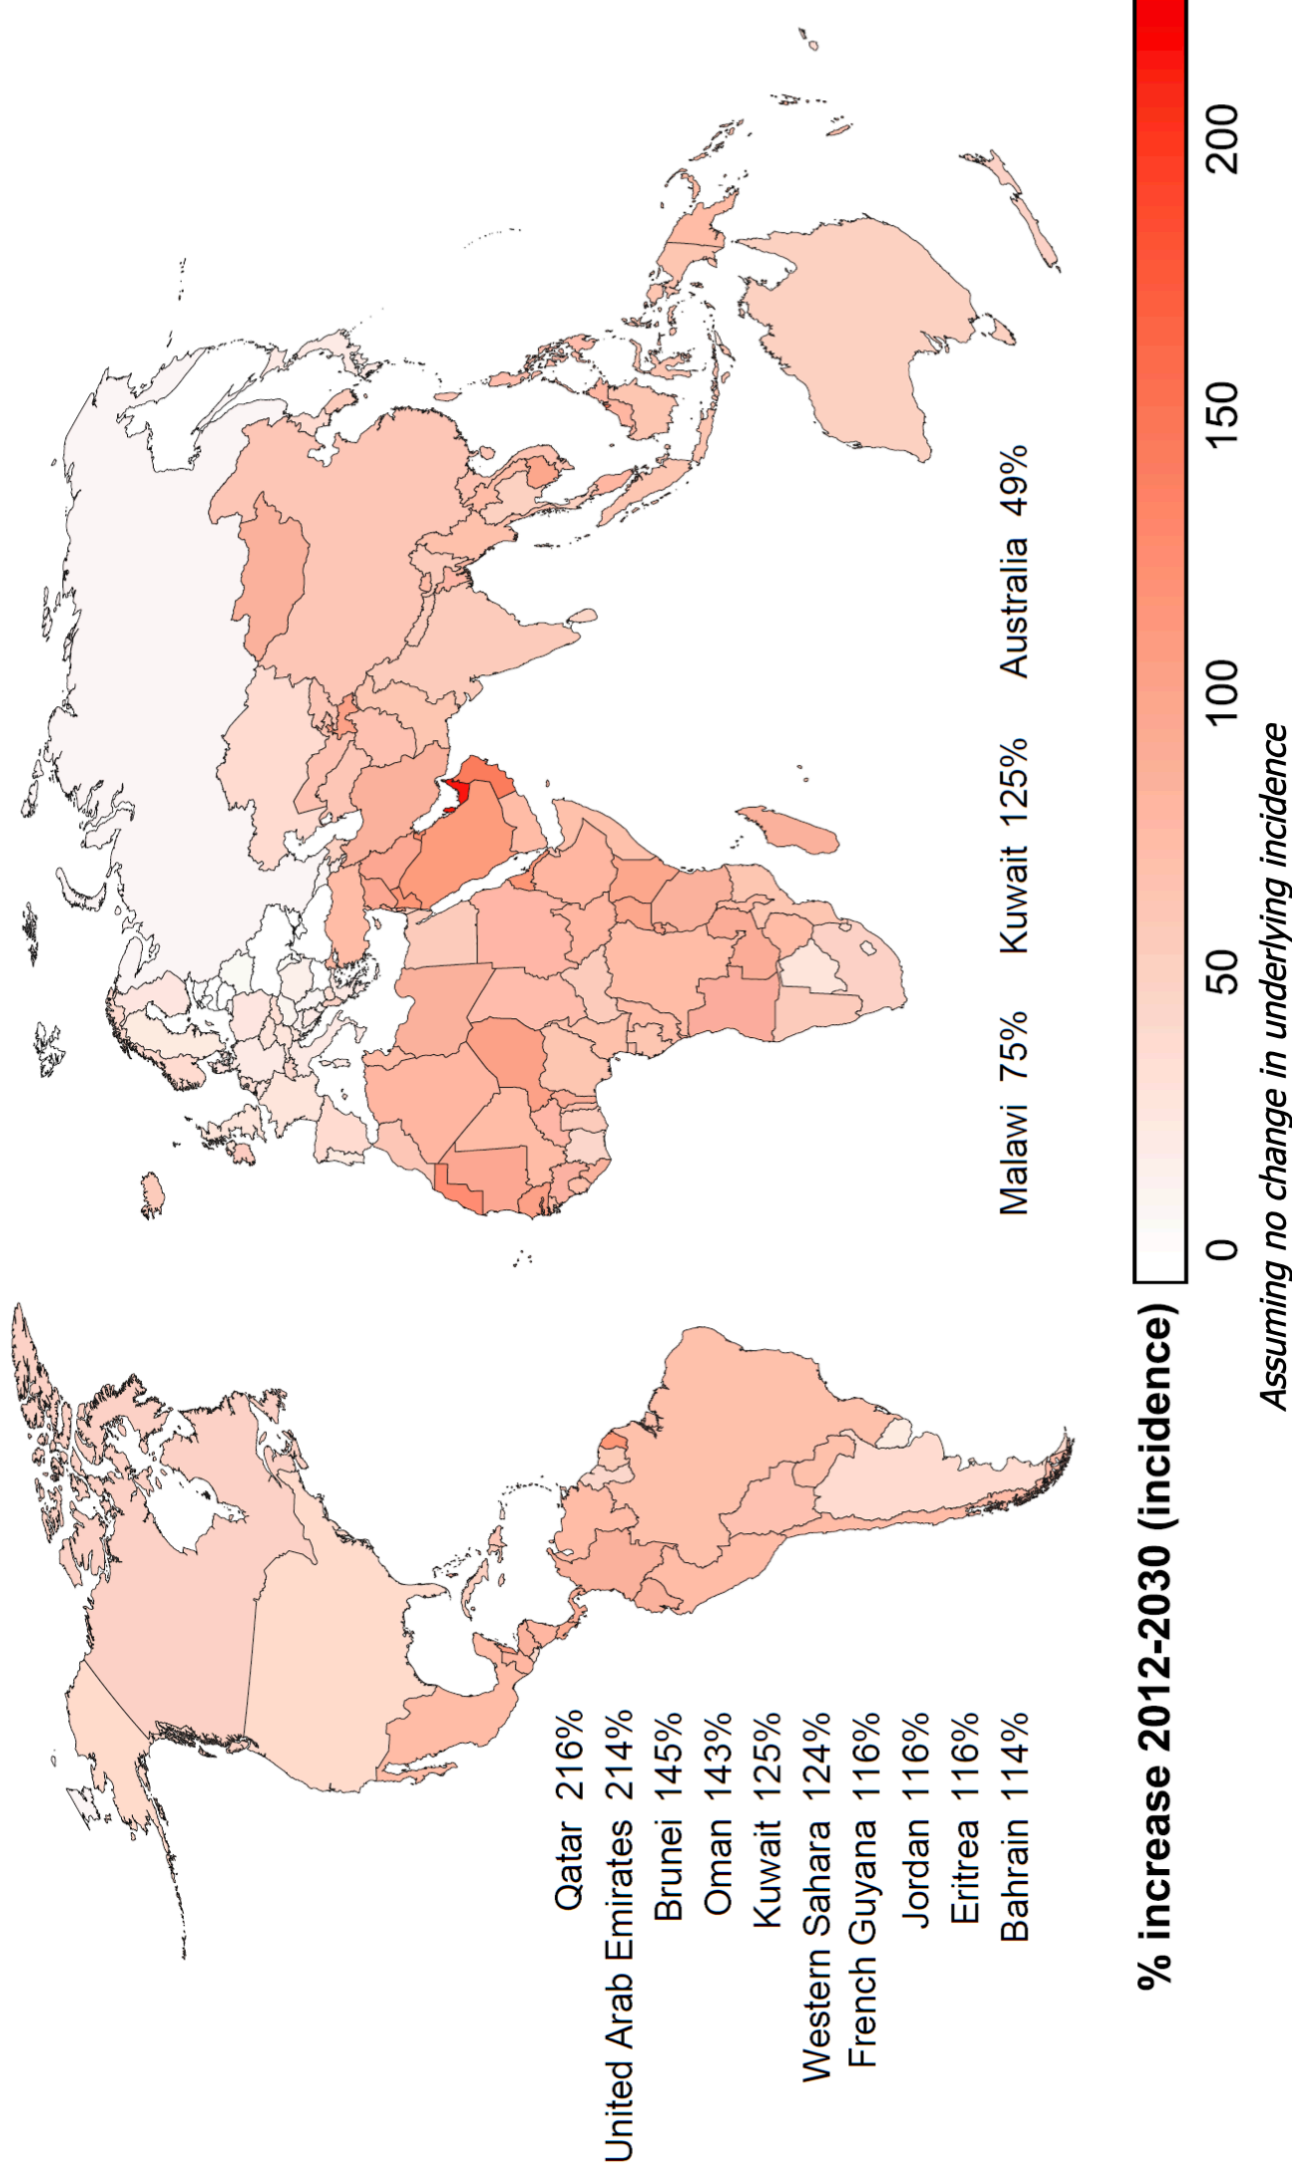 Qatar 216%
United Arab Emirates 214%
Brunei 145%
Oman 143%
Kuwait 125%
Western Sahara 124%
French Guyana 116%
Jordan 116%
Eritrea 116%
Bahrain 114%
Malawi 75% Kuwait 125% Australia 49%
% increase 2012-2030 (incidence)
0 50 100 150 200
Assuming no change in underlying incidence